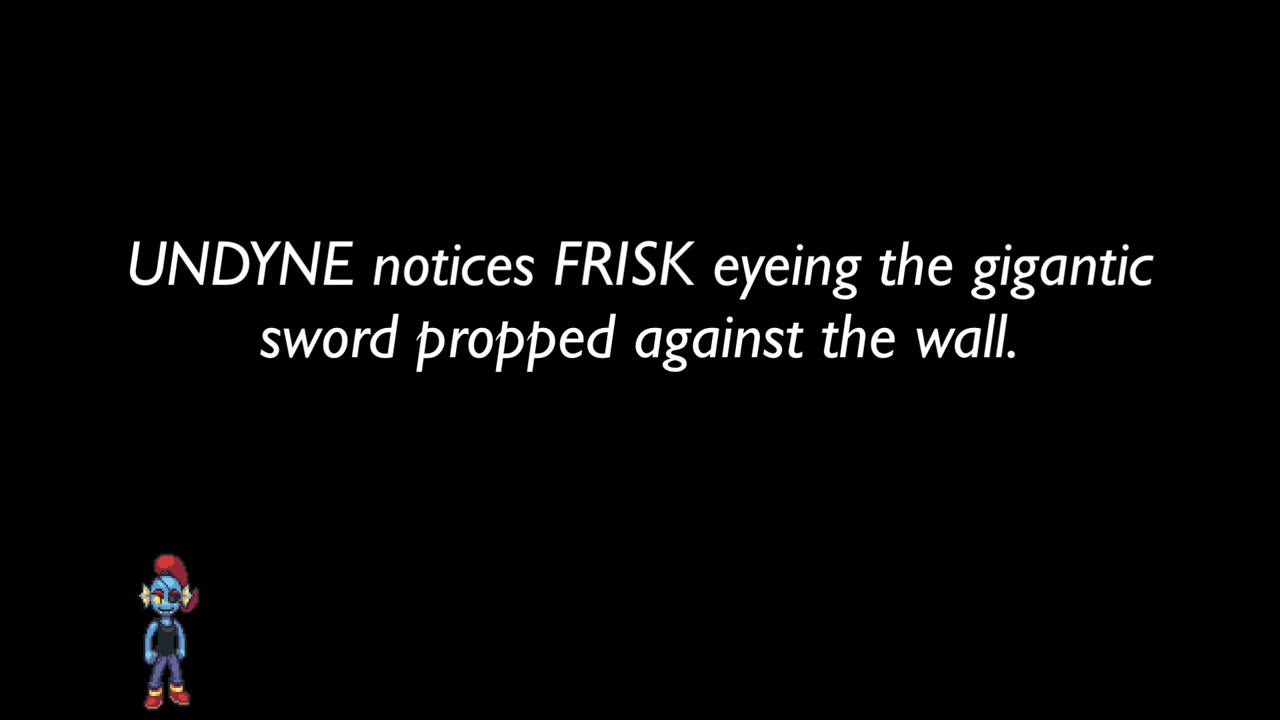 UNDYNE notices FRISK eyeing the gigantic
sword propped against the wall.